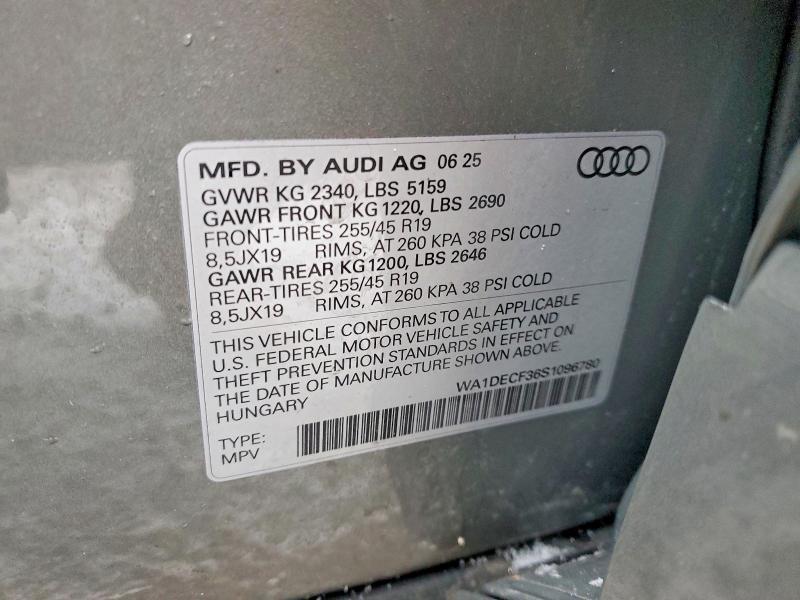 MFD. BY AUDI AG 06 25
GVWR KG 2340, LBS 5159
GAWR FRONT KG 1220, LBS 2690
FRONT-TIRES 255/45 R19
8,5JX19 RIMS, AT 260 KPA 38 PSI COLD
GAWR REAR KG 1200, LBS 2646
REAR-TIRES 255/45 R19
8,5JX19 RIMS, AT 260 KPA 38 PSI COLD
THIS VEHICLE CONFORMS TO ALL APPLICABLE
U.S. FEDERAL MOTOR VEHICLE SAFETY AND
THEFT PREVENTION STANDARDS IN EFFECT ON
THE DATE OF MANUFACTURE SHOWN ABOVE.
HUNGARY WA1DECF36S1096780
TYPE:
MPV